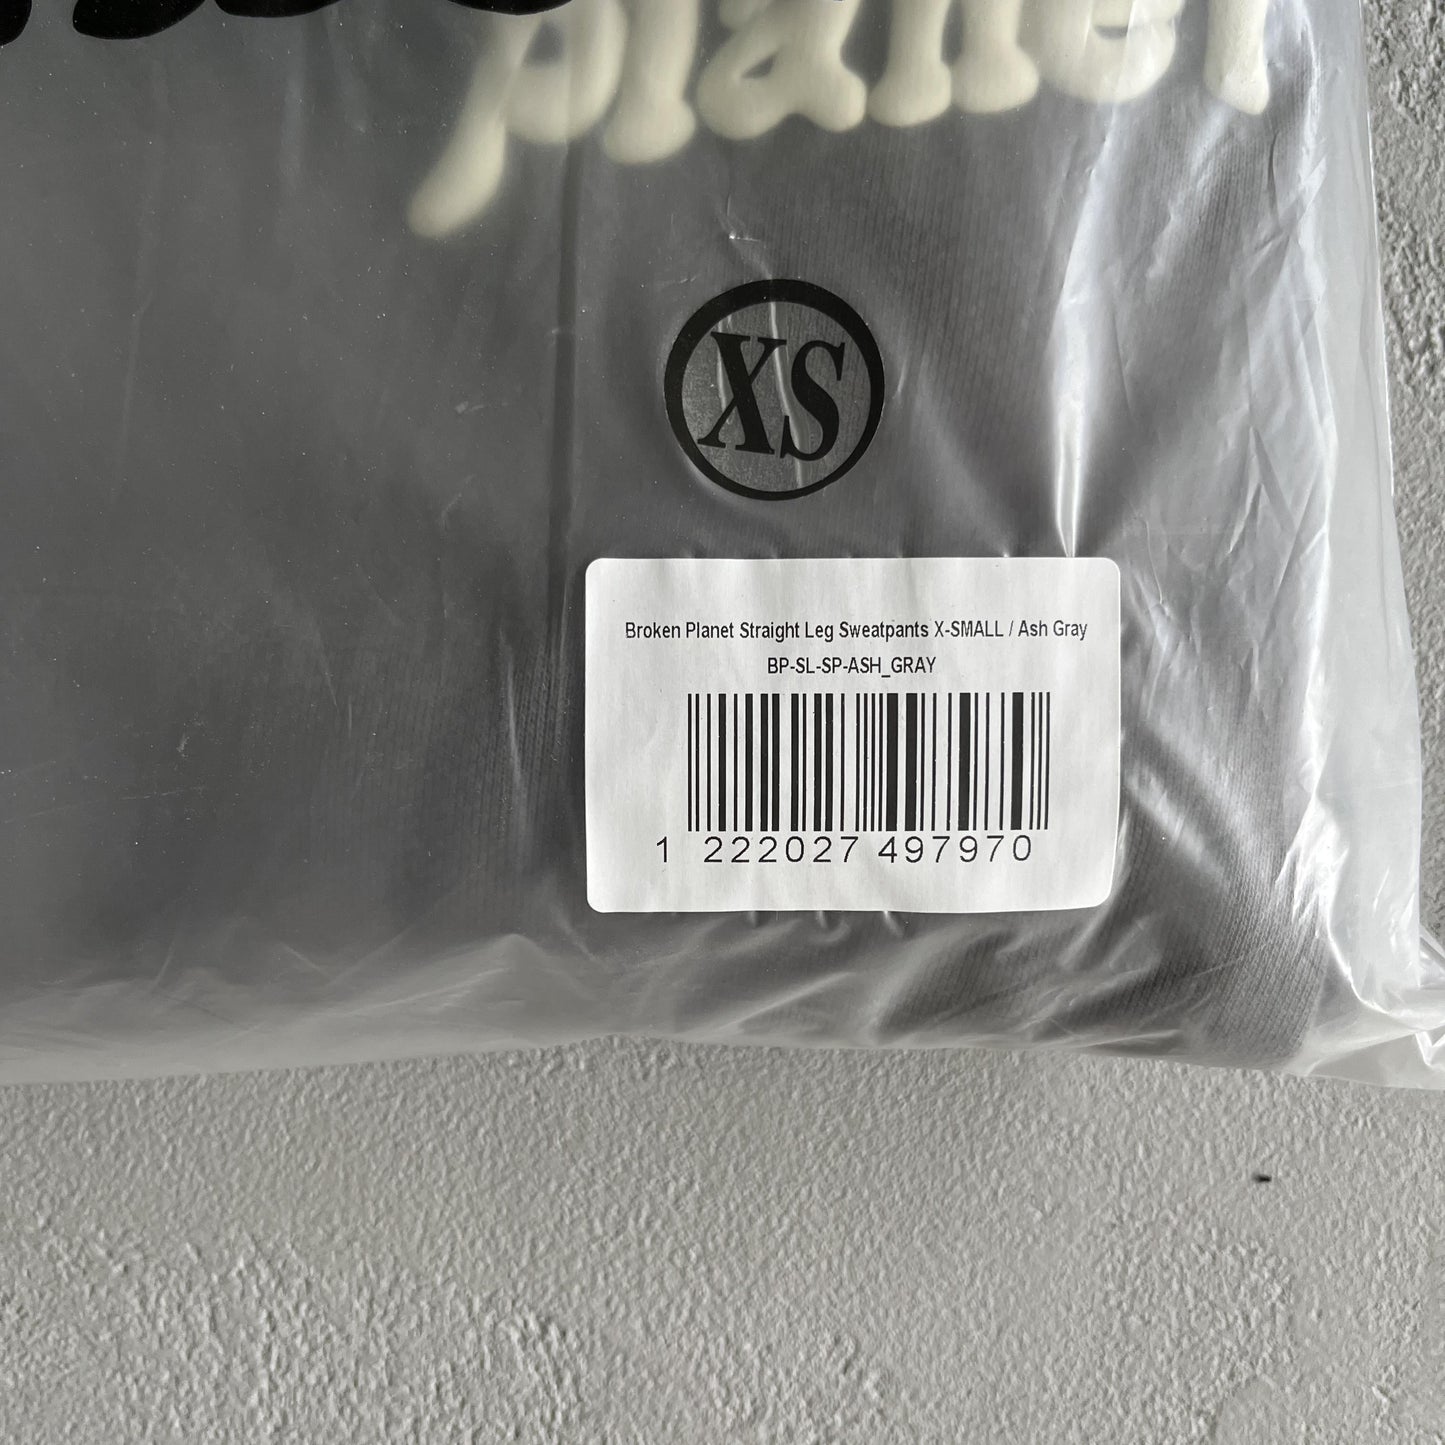 planet
XS
Broken Planet Straight Leg Sweatpants X-SMALL / Ash Gray
BP-SL-SP-ASH_GRAY
1 222027 497970